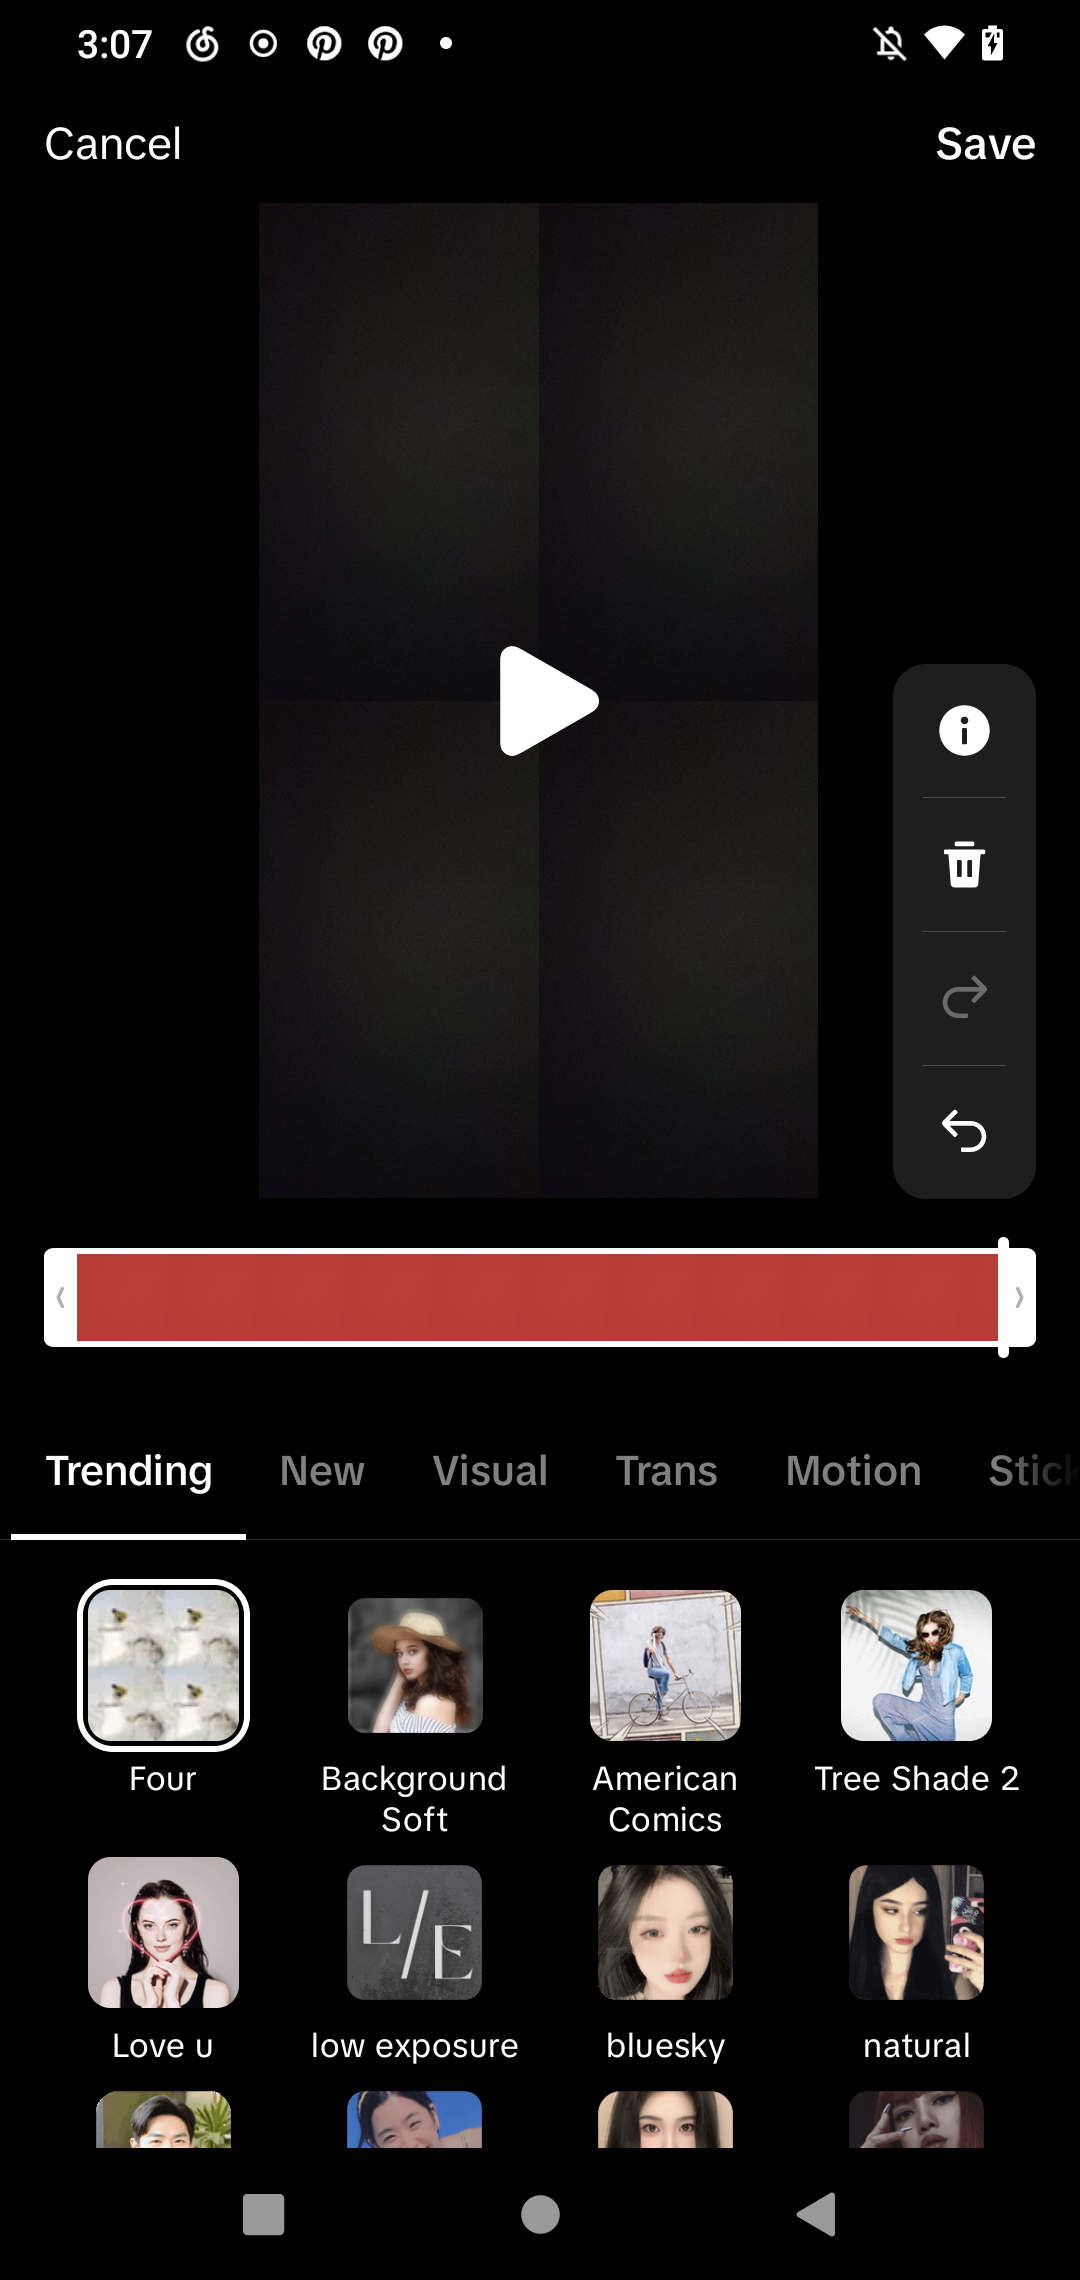 3:07
Cancel
Save
Trending
New
Visual
Trans
Motion
Stick
Four
Background
Soft
American
Comics
Tree Shade 2
L/E
Love u
low exposure
bluesky
natural